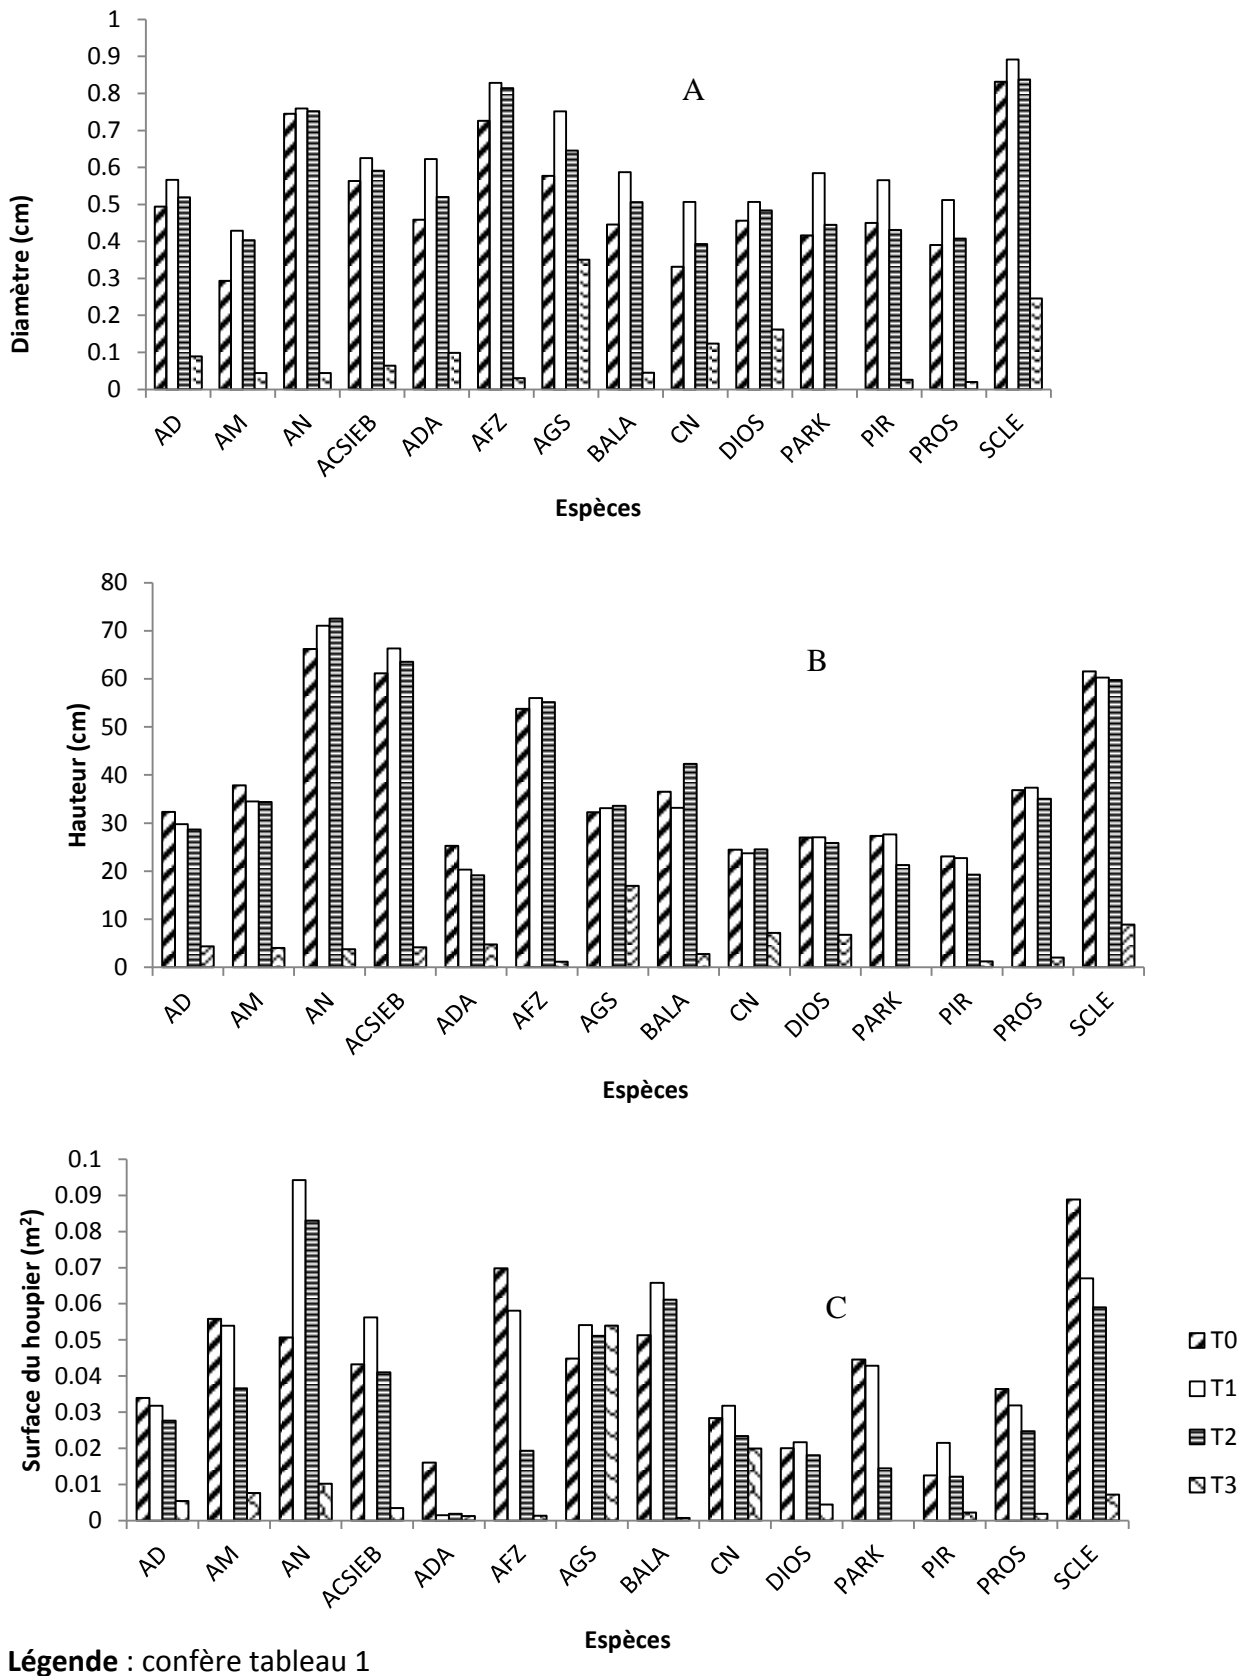 1
0.9
0.8
0.7
0.6
0.5
0.4
0.3
0.2
0.1
0
Diamètre (cm)
A
AD AM AN ACSIEB ADA AFZ AGS BALA CN DIOS PARK PIR PROS SCLE
Espèces
80
70
60
50
40
30
20
10
0
Hauteur (cm)
B
AD AM AN ACSIEB ADA AFZ AGS BALA CN DIOS PARK PIR PROS SCLE
Espèces
0.1
0.09
0.08
0.07
0.06
0.05
0.04
0.03
0.02
0.01
0
Surface du houpier (m²)
C
T0
T1
T2
T3
AD AM AN ACSIEB ADA AFZ AGS BALA CN DIOS PARK PIR PROS SCLE
Espèces
Légende : confère tableau 1